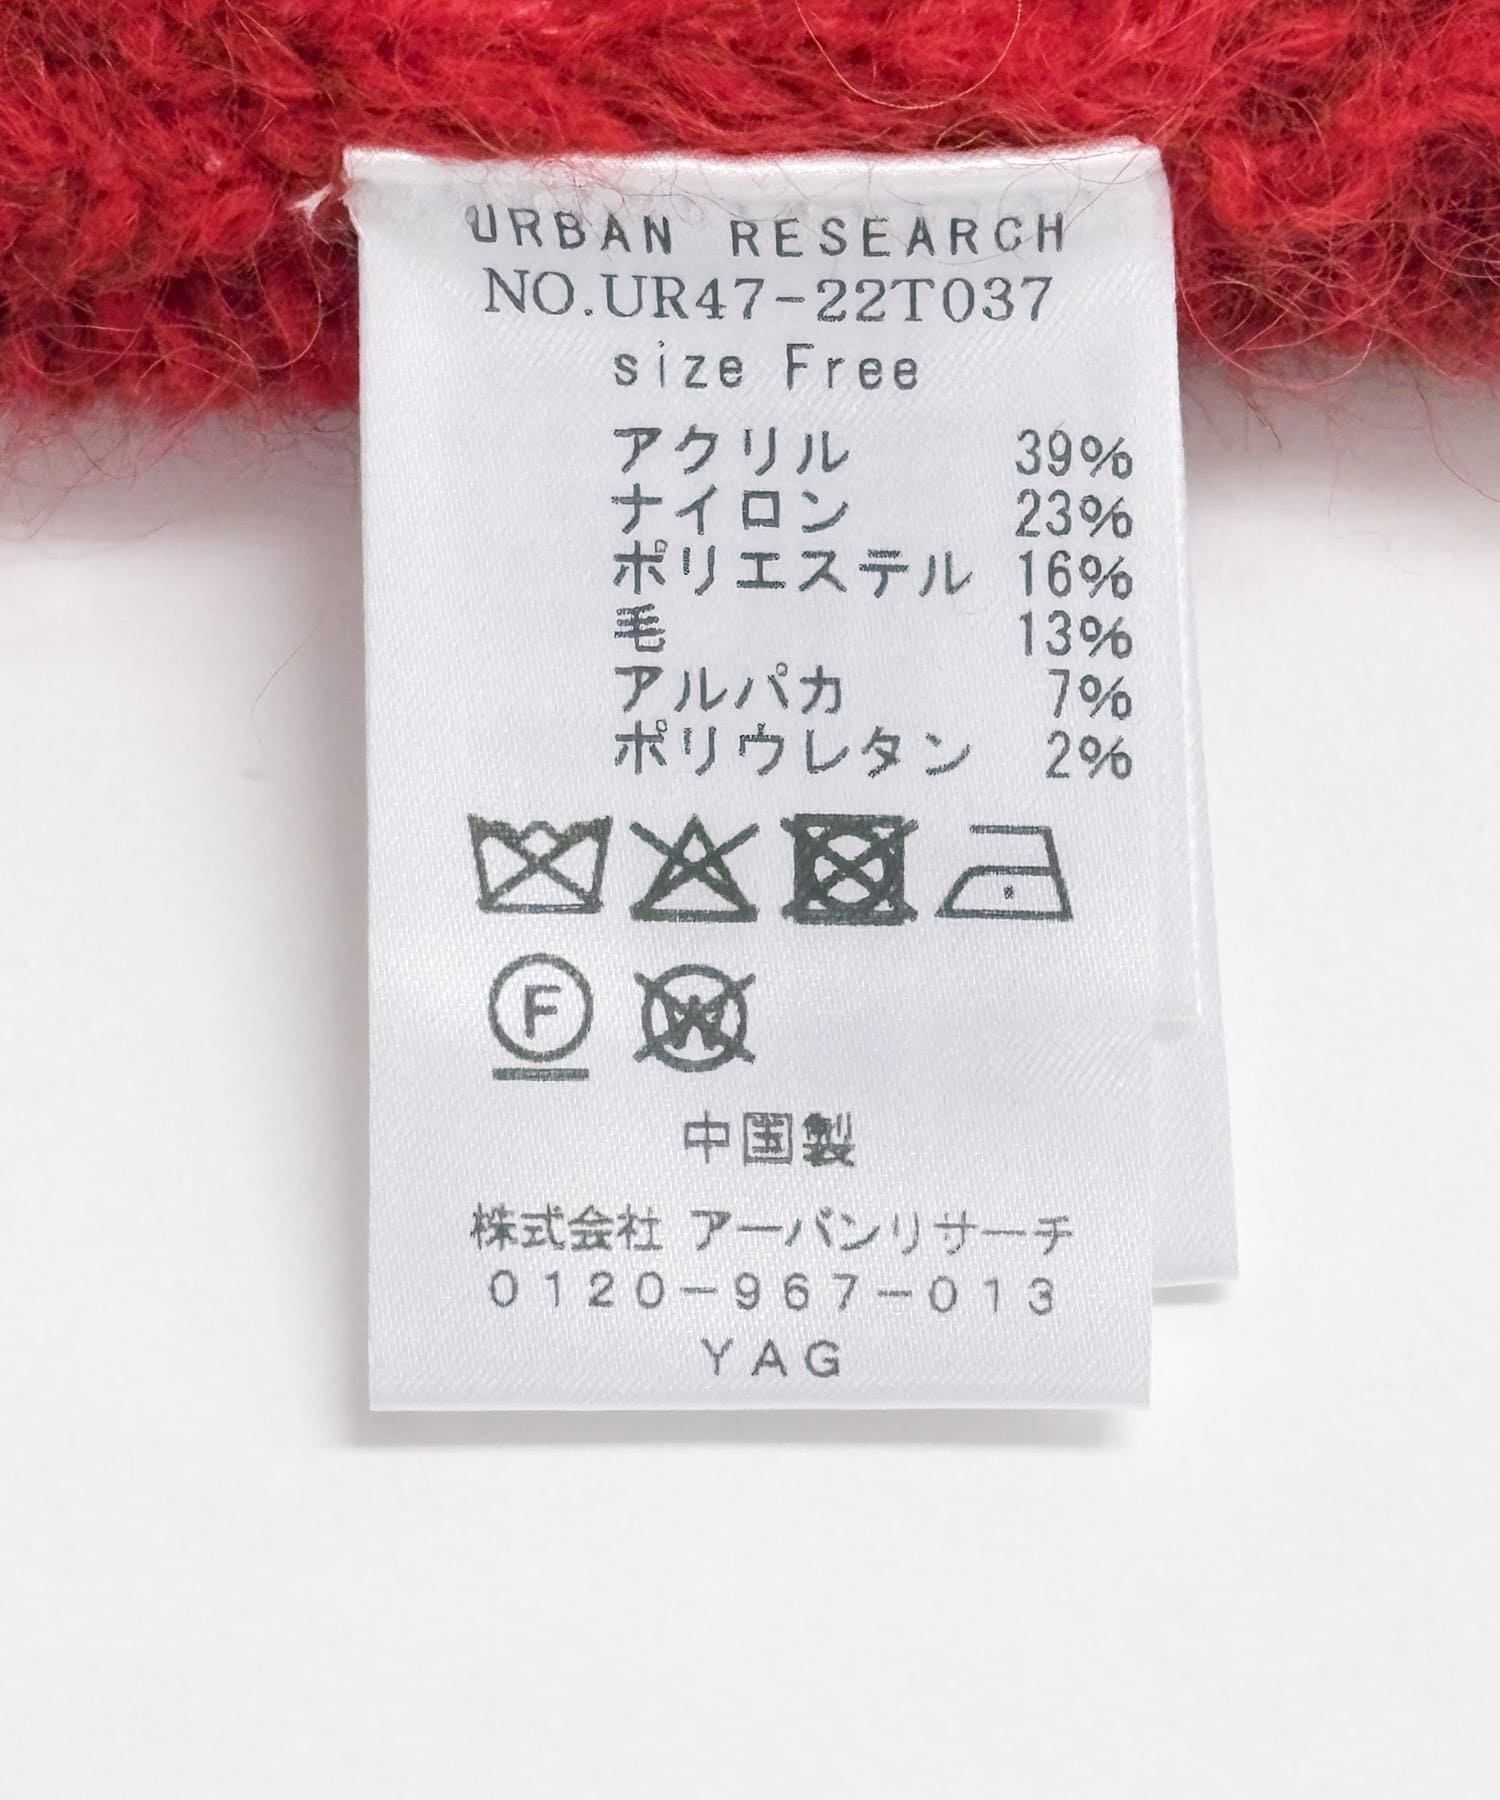 URBAN RESEARCH
NO.UR47-22T037
size Free
アクリル 39%
ナイロン 23%
ポリエステル 16%
毛 13%
アルパカ 7%
ポリウレタン 2%
F W
中国製
株式会社 アーバンリサーチ
0120-967-013
YAG